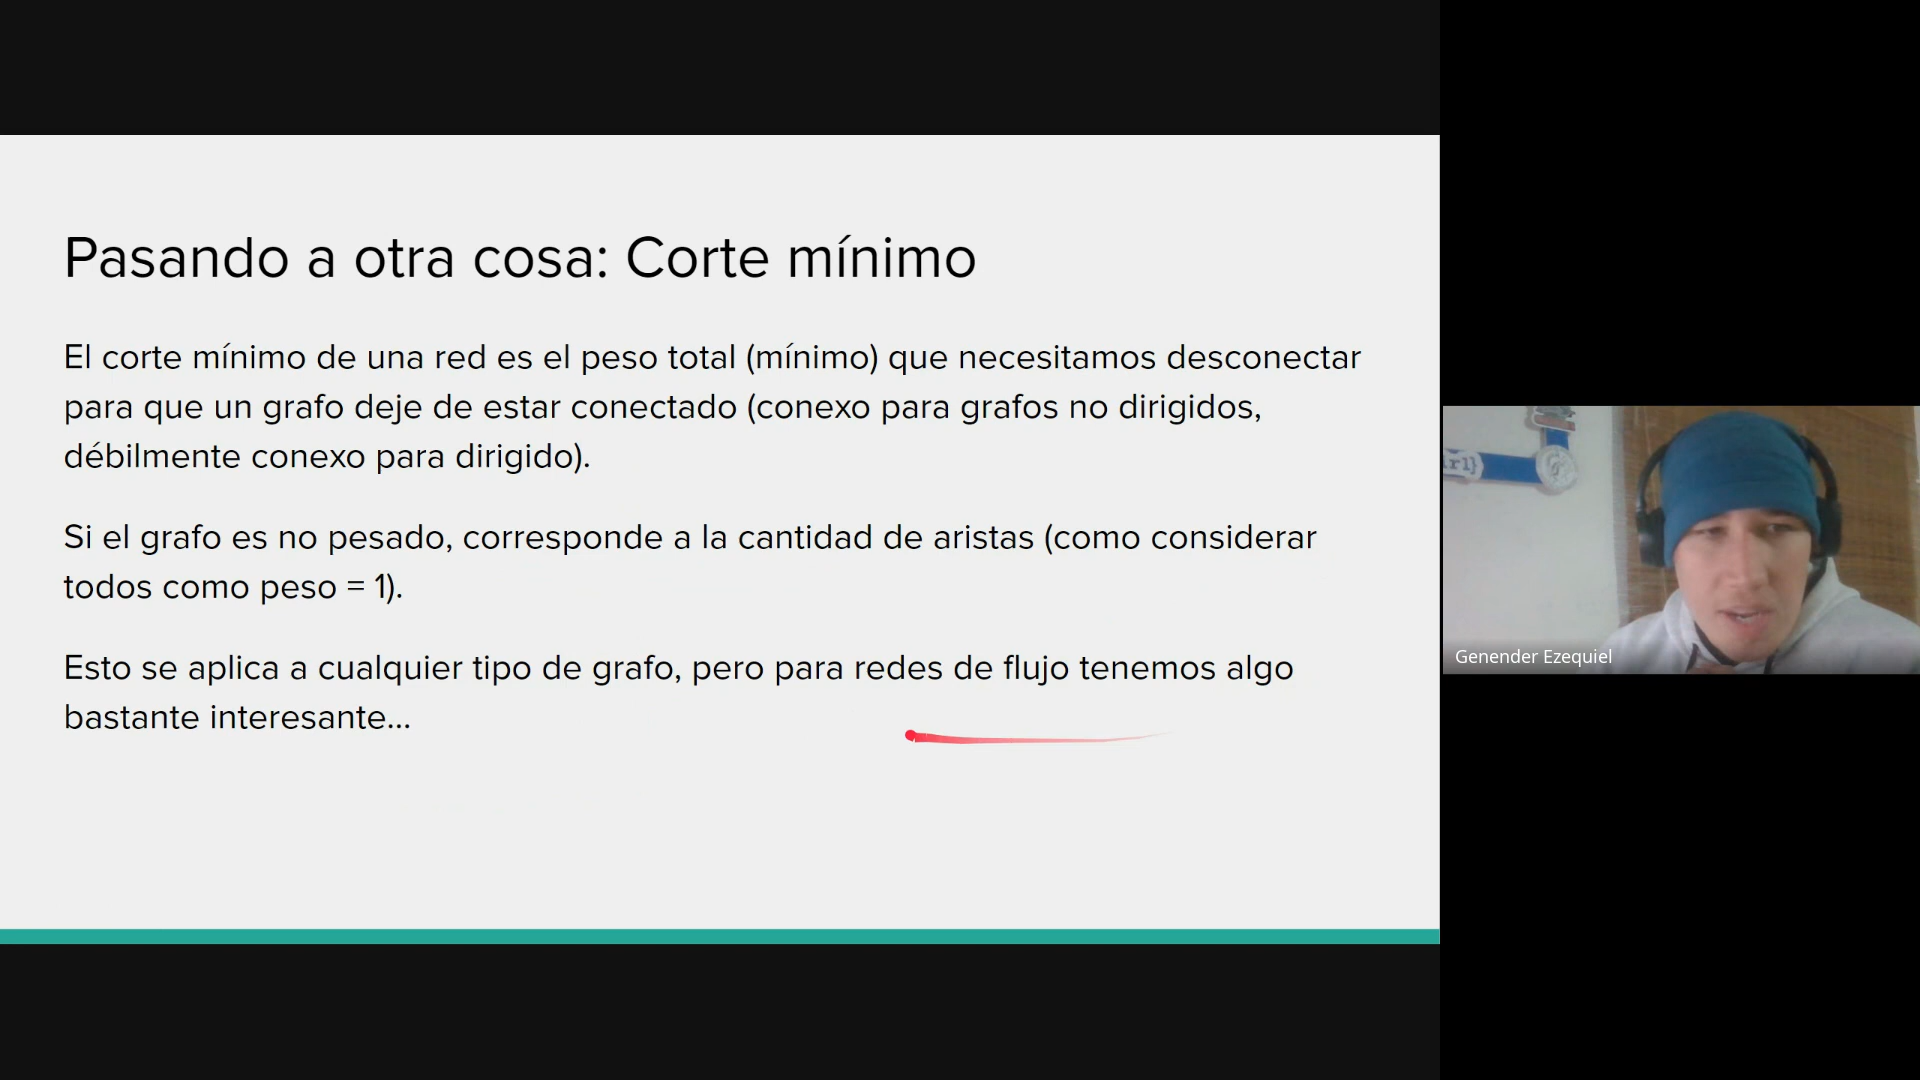 Pasando a otra cosa: Corte mínimo
El corte mínimo de una red es el peso total (mínimo) que necesitamos desconectar
para que un grafo deje de estar conectado (conexo para grafos no dirigidos,
débilmente conexo para dirigido).
Si el grafo es no pesado, corresponde a la cantidad de aristas (como considerar
todos como peso = 1).
Esto se aplica a cualquier tipo de grafo, pero para redes de flujo tenemos algo
bastante interesante...
Genender Ezequiel